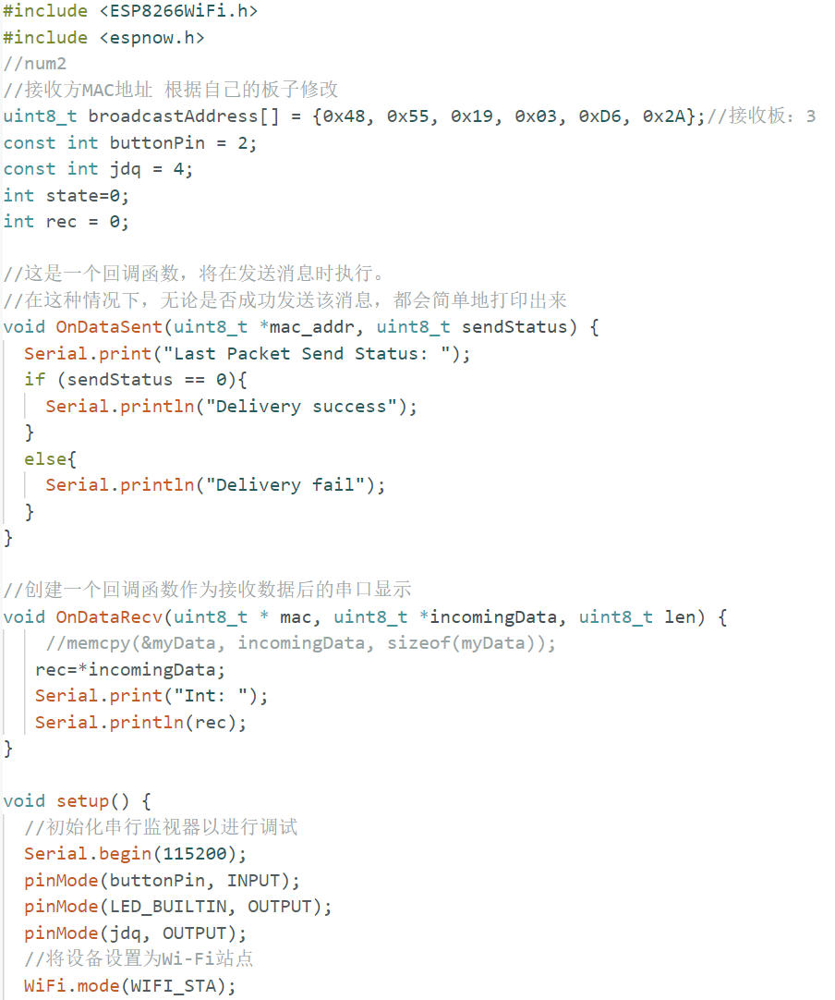 #include <ESP8266WiFi.h>
#include <espnow.h>
//num2
//接收方MAC地址 根据自己的板子修改
uint8_t broadcastAddress[] = {0x48, 0x55, 0x19, 0x03, 0xD6, 0x2A};//接收板：3
const int buttonPin = 2;
const int jdq = 4;
int state=0;
int rec = 0;

//这是一个回调函数，将在发送消息时执行。
//在这种情况下，无论是否成功发送该消息，都会简单地打印出来
void OnDataSent(uint8_t *mac_addr, uint8_t sendStatus) {
  Serial.print("Last Packet Send Status: ");
  if (sendStatus == 0){
    Serial.println("Delivery success");
  }
  else{
    Serial.println("Delivery fail");
  }
}

//创建一个回调函数作为接收数据后的串口显示
void OnDataRecv(uint8_t * mac, uint8_t *incomingData, uint8_t len) {
    //memcpy(&myData, incomingData, sizeof(myData));
   rec=*incomingData;
   Serial.print("Int: ");
   Serial.println(rec);
}

void setup() {
  //初始化串行监视器以进行调试
  Serial.begin(115200);
  pinMode(buttonPin, INPUT);
  pinMode(LED_BUILTIN, OUTPUT);
  pinMode(jdq, OUTPUT);
  //将设备设置为Wi-Fi站点
  WiFi.mode(WIFI_STA);